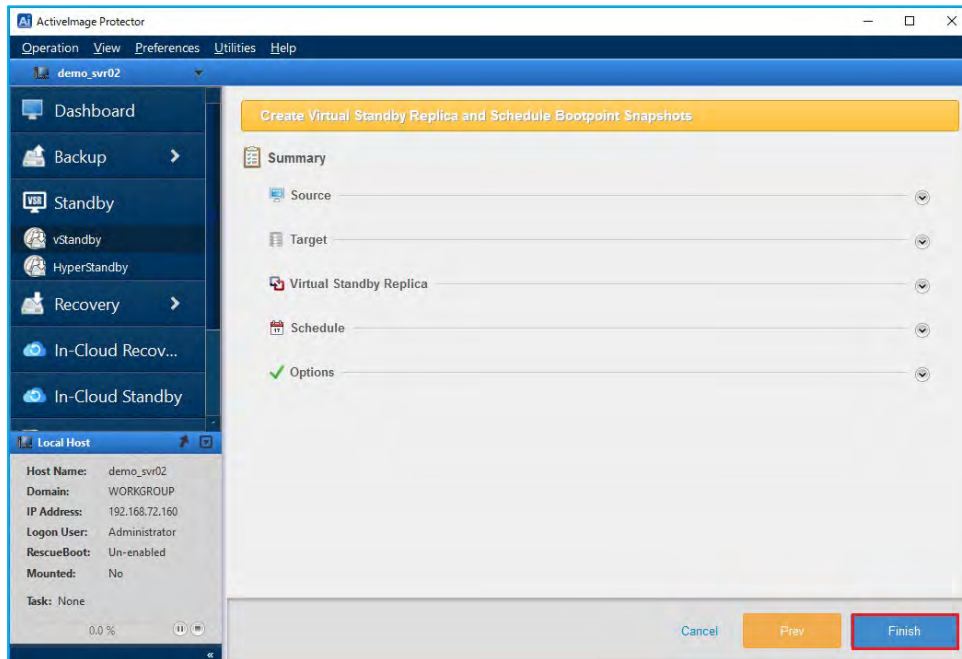 Ai ActiveImage Protector
Operation View Preferences Utilities Help
demo_svr02
Dashboard
Backup
VSR Standby
vStandby
HyperStandby
Recovery
In-Cloud Recov...
In-Cloud Standby
Local Host
Host Name: demo_svr02
Domain: WORKGROUP
IP Address: 192.168.72.160
Logon User: Administrator
RescueBoot: Un-enabled
Mounted: No
Task: None
0.0 %
Create Virtual Standby Replica and Schedule Bootpoint Snapshots
Summary
Source
Target
Virtual Standby Replica
17 Schedule
Options
Cancel Prev Finish